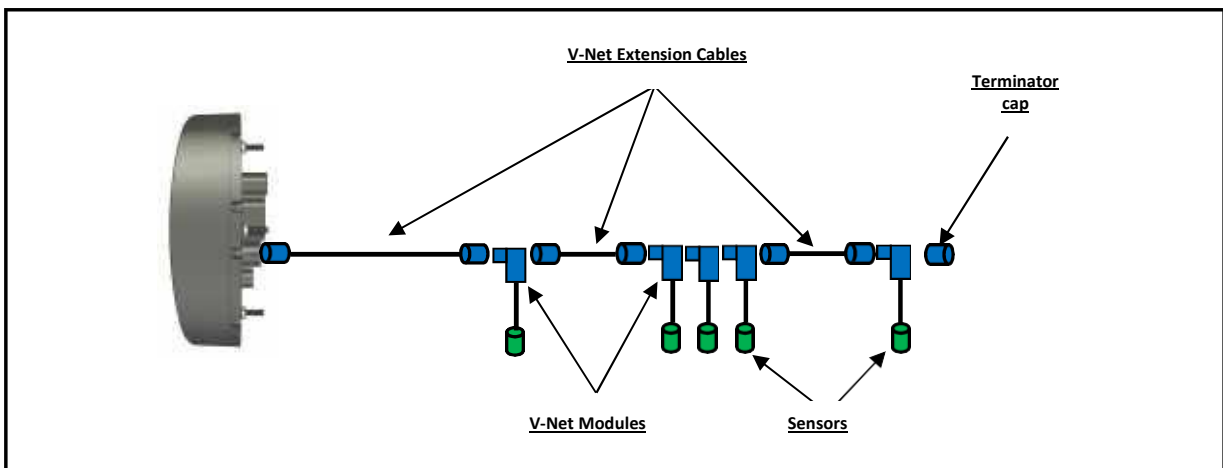 V-Net Extension Cables
Terminator
cap
V-Net Modules
Sensors